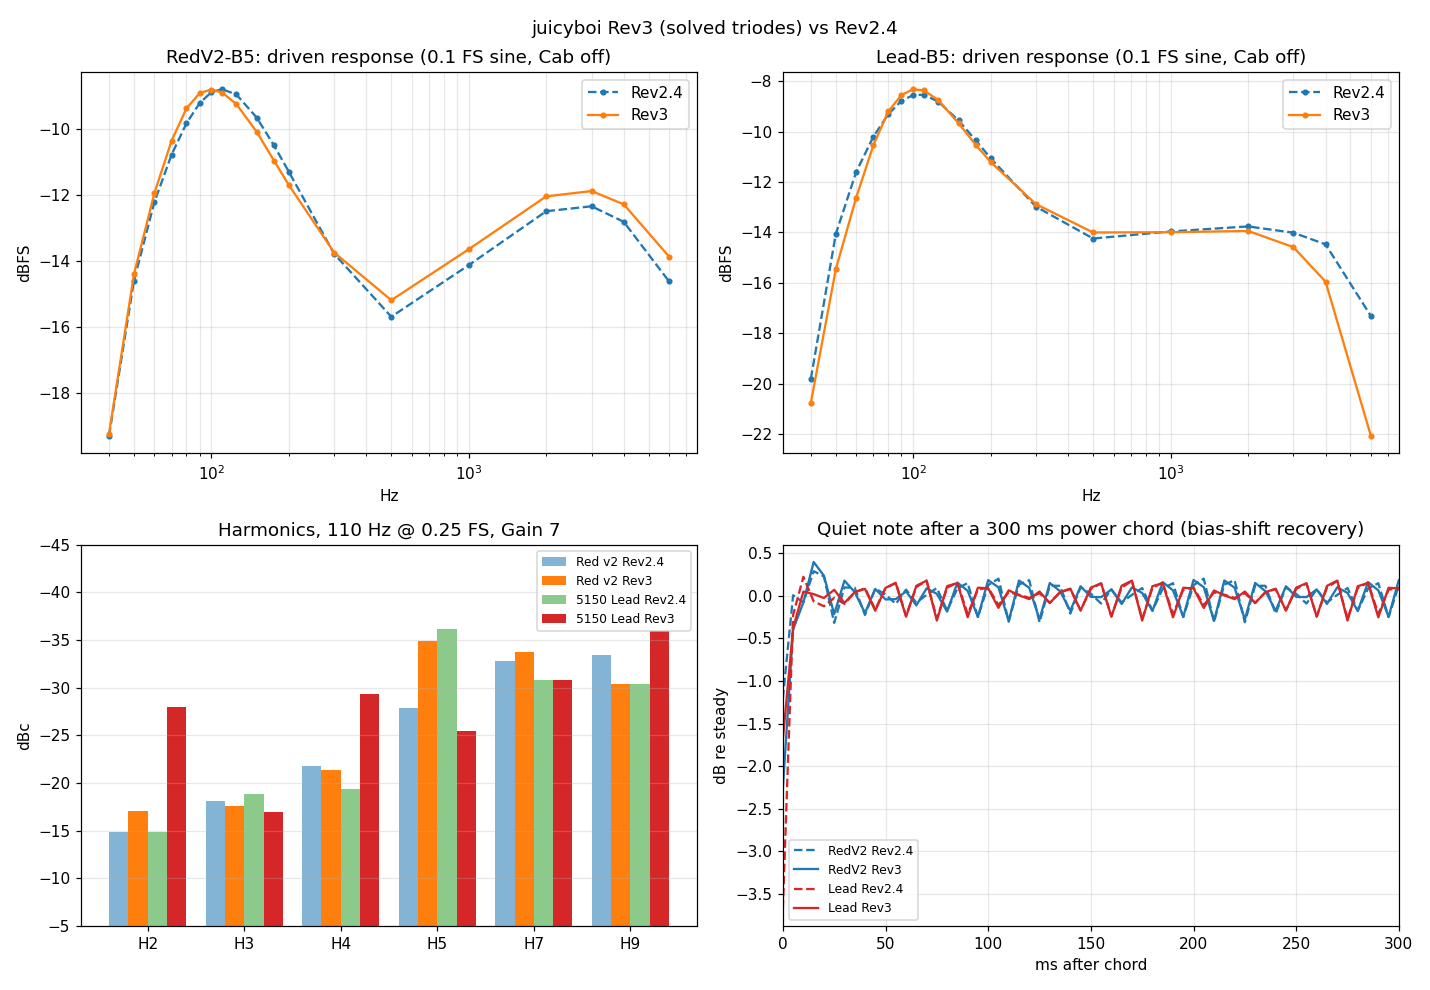 juicyboi Rev3 (solved triodes) vs Rev2.4
RedV2-B5: driven response (0.1 FS sine, Cab off)
Rev2.4
Rev3
−10
−12
−14
−16
−18
dBFS
10²
10³
Hz
Lead-B5: driven response (0.1 FS sine, Cab off)
Rev2.4
Rev3
−8
−10
−12
−14
−16
−18
−20
−22
dBFS
10²
10³
Hz
Harmonics, 110 Hz @ 0.25 FS, Gain 7
Red v2 Rev2.4
Red v2 Rev3
5150 Lead Rev2.4
5150 Lead Rev3
−45
−40
−35
−30
−25
−20
−15
−10
−5
dBc
H2 H3 H4 H5 H7 H9
Quiet note after a 300 ms power chord (bias-shift recovery)
0.5
0.0
−0.5
−1.0
−1.5
−2.0
−2.5
−3.0
−3.5
dB re steady
RedV2 Rev2.4
RedV2 Rev3
Lead Rev2.4
Lead Rev3
0 50 100 150 200 250 300
ms after chord